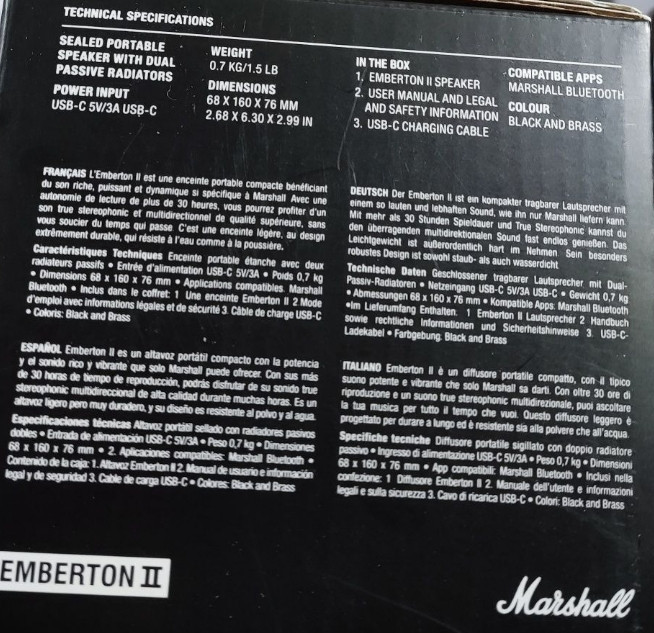 TECHNICAL SPECIFICATIONS
SEALED PORTABLE
SPEAKER WITH DUAL
PASSIVE RADIATORS
POWER INPUT
USB-C 5V/3A USB-C
WEIGHT
0.7 KG/1.5 LB
DIMENSIONS
68 X 160 X 76 MM
2.68 X 6.30 X 2.99 IN
IN THE BOX
1. EMBERTON II SPEAKER
2. USER MANUAL AND LEGAL
AND SAFETY INFORMATION
3. USB-C CHARGING CABLE
COMPATIBLE APPS
MARSHALL BLUETOOTH
COLOUR
BLACK AND BRASS
FRANÇAIS L'Emberton II est une enceinte portable compacte bénéficiant
du son riche, puissant et dynamique si spécifique à Marshall Avec une
autonomie de lecture de plus de 30 heures, vous pourrez profiter d'un
son true stereophonic et multidirectionnel de qualité supérieure, sans
vous soucier du temps qui passe C'est une enceinte légère, au design
extrêmement durable, qui résiste à l'eau comme à la poussière.
Caractéristiques Techniques Enceinte portable étanche avec deux
radiateurs passifs • Entrée d'alimentation USB-C 5V/3A • Poids 0,7 kg
• Dimensions 68 x 160 x 76 mm • Applications compatibles. Marshall
Bluetooth • Inclus dans le coffret: 1 Une enceinte Emberton II 2 Mode
d'emploi avec informations légales et de sécurité 3. Câble de charge USB-C
• Coloris: Black and Brass
DEUTSCH Der Emberton II ist ein kompakter tragbarer Lautsprecher mit
einem so lauten und lebhaften Sound, wie ihn nur Marshall liefern kann.
Mit mehr als 30 Stunden Spieldauer und True Stereophonic kannst du
den überragenden multidirektionalen Sound fast endlos genießen. Das
Leichtgewicht ist außerordentlich hart im Nehmen Sein besonders
robustes Design ist sowohl staub- als auch wasserdicht
Technische Daten Geschlossener tragbarer Lautsprecher mit Dual-
Passiv-Radiatoren • Netzeingang USB-C 5V/3A USB-C • Gewicht 0,7 kg
• Abmessungen 68 x 160 x 76 mm • Kompatible Apps: Marshall Bluetooth
•Im Lieferumfang Enthalten: 1 Emberton II Lautsprecher 2 Handbuch
sowie rechtliche Informationen und Sicherheitshinweise 3. USB-C-
Ladekabel • Farbgebung: Black and Brass
ESPAÑOL Emberton II es un altavoz portátil compacto con la potencia
y el sonido rico y vibrante que solo Marshall puede ofrecer. Con sus más
de 30 horas de tiempo de reproducción, podrás disfrutar de su sonido true
stereophonic multidireccional de alta calidad durante muchas horas. Es un
altavoz ligero pero muy duradero, y su diseño es resistente al polvo y al agua.
Especificaciones técnicas Altavoz portátil sellado con radiadores pasivos
dobles • Entrada de alimentación USB-C 5V/3A • Peso 0,7 kg • Dimensiones
68 x 160 x 76 mm • 2. Aplicaciones compatibles: Marshall Bluetooth •
Contenido de la caja: 1. Altavoz Emberton II 2. Manual de usuario e información
legal y de seguridad 3. Cable de carga USB-C • Colores: Black and Brass
ITALIANO Emberton II è un diffusore portatile compatto, con il tipico
suono potente e vibrante che solo Marshall sa darti. Con oltre 30 ore di
riproduzione e un suono true stereophonic multidirezionale, puoi ascoltare
la tua musica per tutto il tempo che vuoi. Questo diffusore leggero è
progettato per durare a lungo ed è resistente sia alla polvere che all'acqua.
Specifiche tecniche Diffusore portatile sigillato con doppio radiatore
passivo • Ingresso di alimentazione USB-C 5V/3A • Peso 0,7 kg • Dimensioni
68 x 160 x 76 mm • App compatibili: Marshall Bluetooth • Inclusi nella
confezione: 1 Diffusore Emberton II 2. Manuale dell'utente e informazioni
legali e sulla sicurezza 3. Cavo di ricarica USB-C • Colori: Black and Brass
EMBERTON II
Marshall